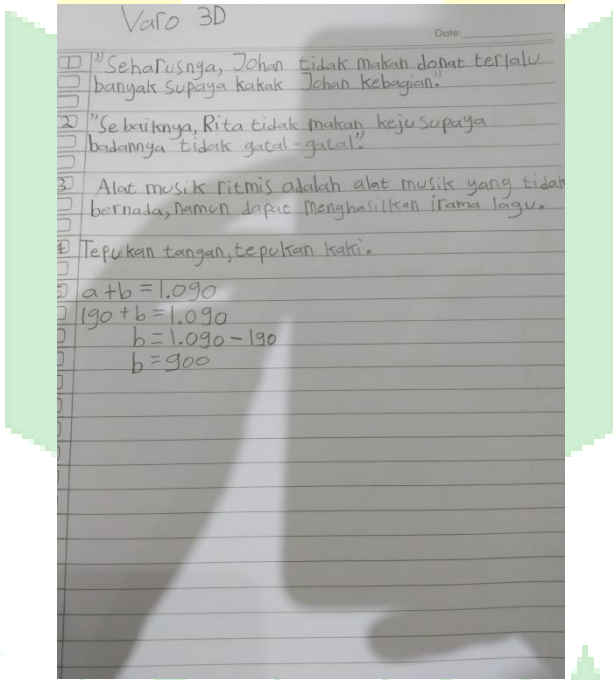 Varo 3D
Date:
1 "Seharusnya, Johan tidak makan donat terlalu
banyak supaya kakak Johan kebagian."
2 "Sebaiknya, Rita tidak makan keju supaya
badannya tidak gatal-gatal".
3 Alat musik ritmis adalah alat musik yang tidak
bernada, namun dapat menghasilkan irama lagu.
4 Tepukan tangan, tepukan kaki.
5 a+b=1.090
190+b=1.090
b=1.090-190
b=900